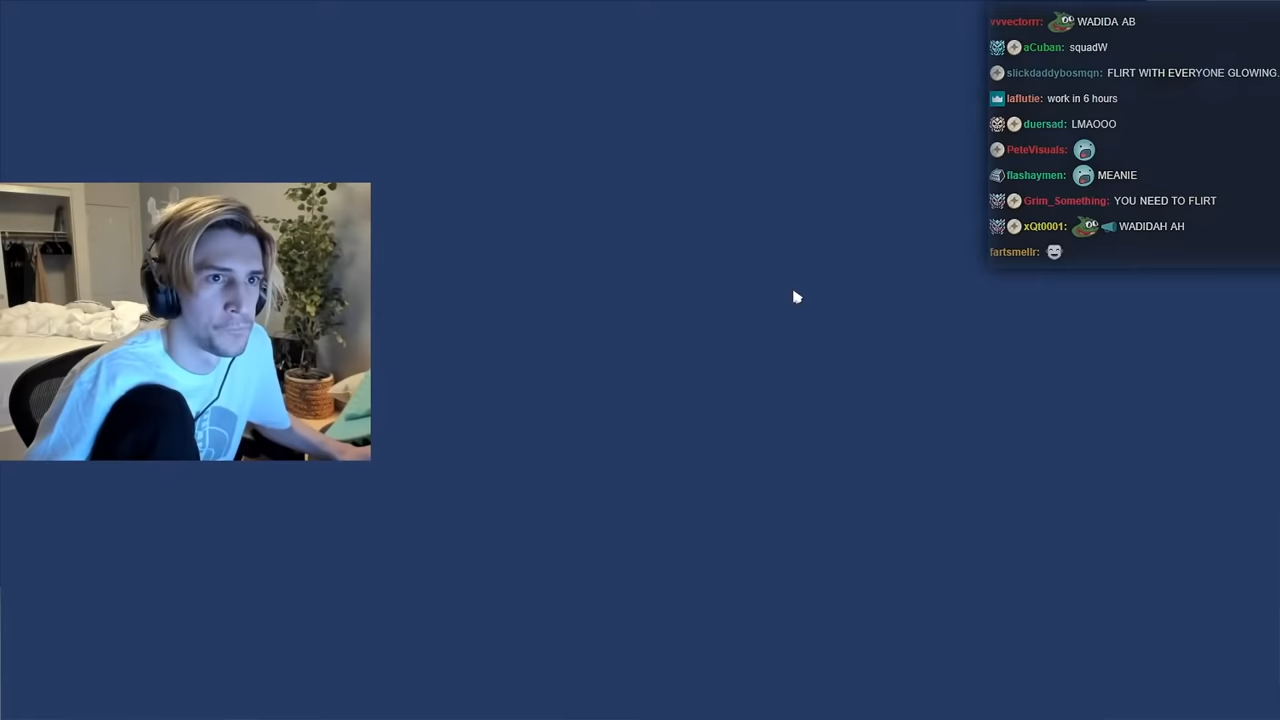 vvvectorrr: WADIDA AB
aCuban: squadW
slickdaddybosmqn: FLIRT WITH EVERYONE GLOWING.
laflutie: work in 6 hours
duersad: LMAOOO
PeteVisuals:
flashaymen: MEANIE
Grim_Something: YOU NEED TO FLIRT
xQt0001: WADIDAH AH
fartsmellr: